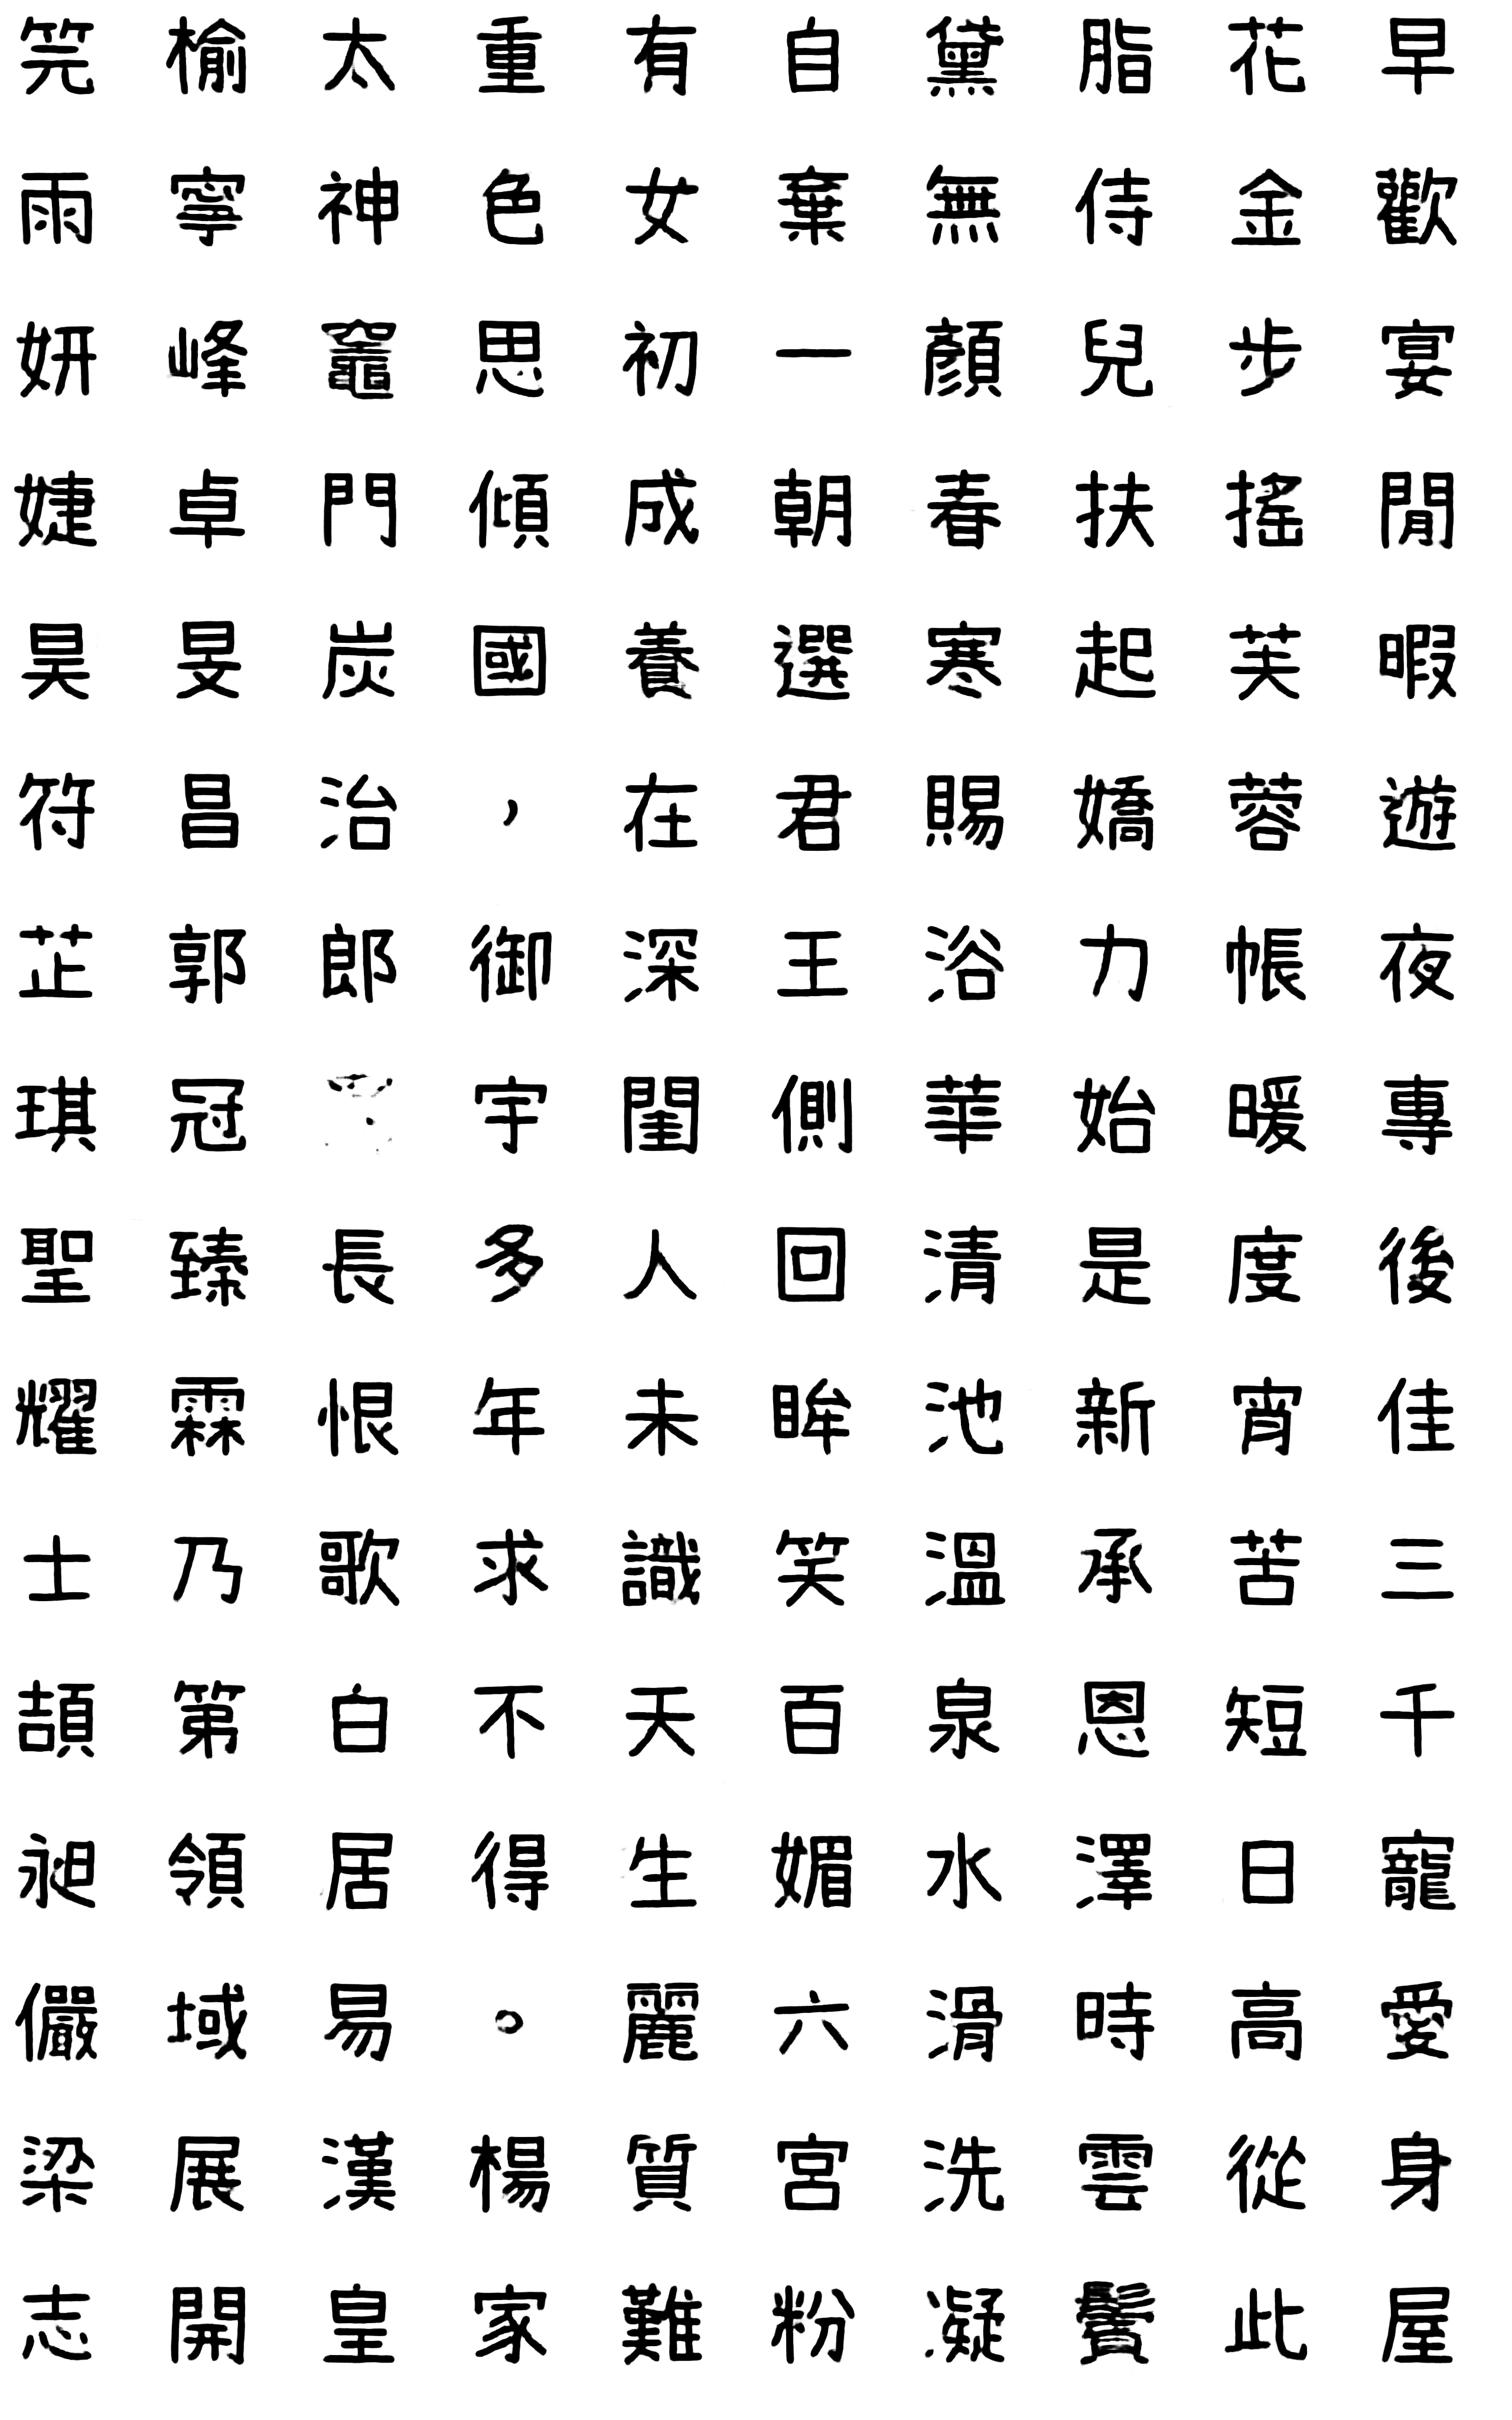 笎雨妍婕昊符芷琪聖耀士頡昶儼梁志
榆寧峰卓旻昌郭冠臻霖乃第領域展開
太神竈門炭治郎長恨歌白居易漢皇
重色思傾國，御宇多年求不得。楊家
有女初成養在深閨人未識天生麗質難
自棄一朝選君王側回眸笑百媚六宮粉
黛無顏春寒賜浴華清池溫泉水滑洗凝
脂侍兒扶起嬌力始是新承恩澤時雲鬢
花金步搖芙蓉帳暖度宵苦短日高從此
早歡宴閒暇遊夜專後佳三千寵愛身屋